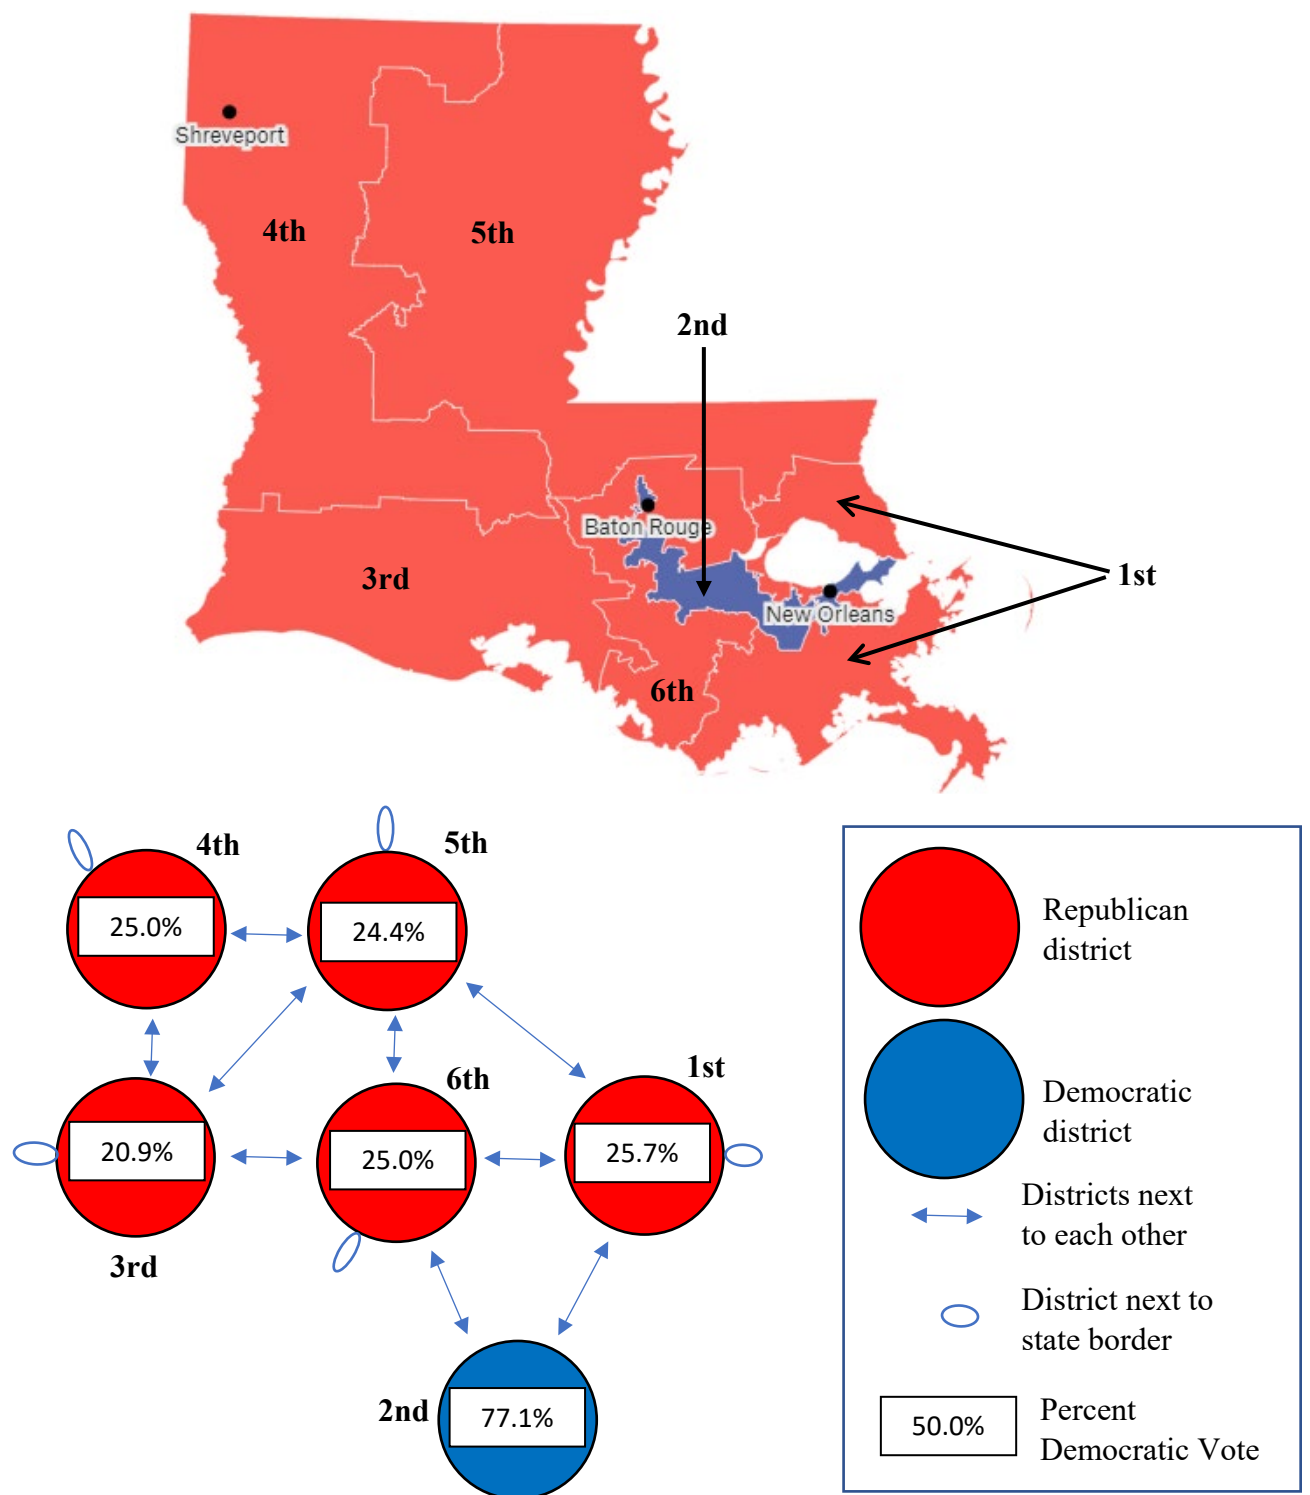 Shreveport
4th
5th
2nd
Baton Rouge
3rd
1st
New Orleans
6th
4th
5th
25.0%
24.4%
6th
1st
20.9%
25.0%
25.7%
3rd
2nd
77.1%
Republican
district
Democratic
district
Districts next
to each other
District next to
state border
50.0%
Percent
Democratic Vote